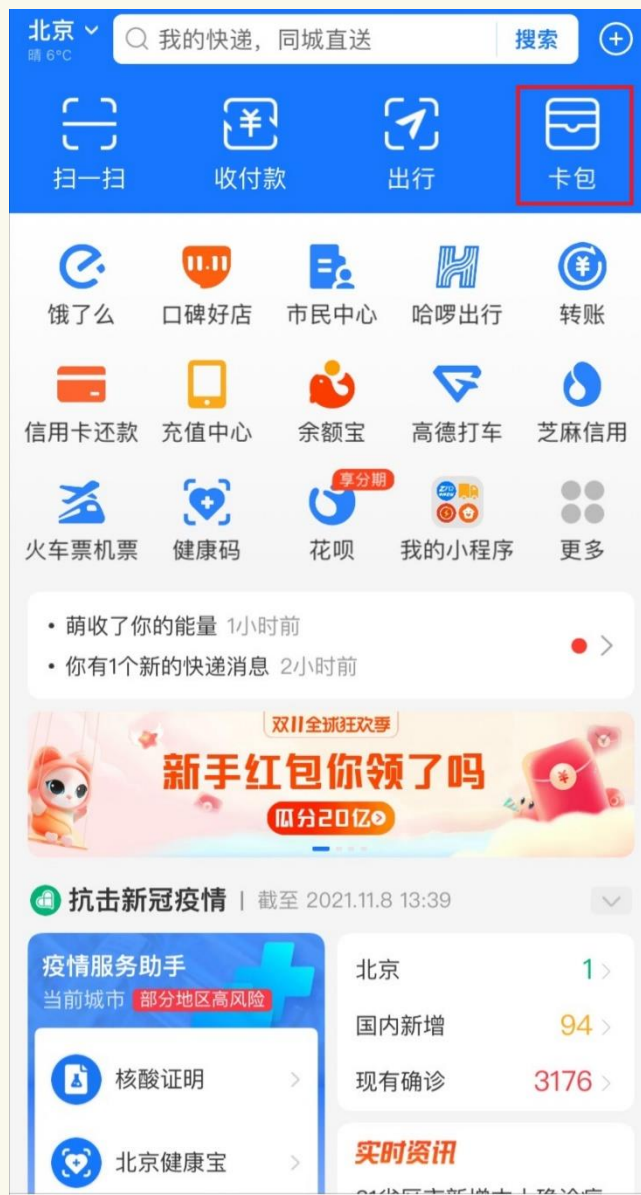 北京
晴 6°C
我的快递，同城直送
搜索
扫一扫 收付款 出行 卡包
饿了么 口碑好店 市民中心 哈啰出行 转账
信用卡还款 充值中心 余额宝 高德打车 芝麻信用
享分期
火车票机票 健康码 花呗 我的小程序 更多
• 萌收了你的能量 1小时前
• 你有1个新的快递消息 2小时前
双11全球狂欢季
新手红包你领了吗
瓜分20亿
抗击新冠疫情 | 截至 2021.11.8 13:39
疫情服务助手
当前城市 部分地区高风险
核酸证明
北京健康宝
北京 1
国内新增 94
现有确诊 3176
实时资讯